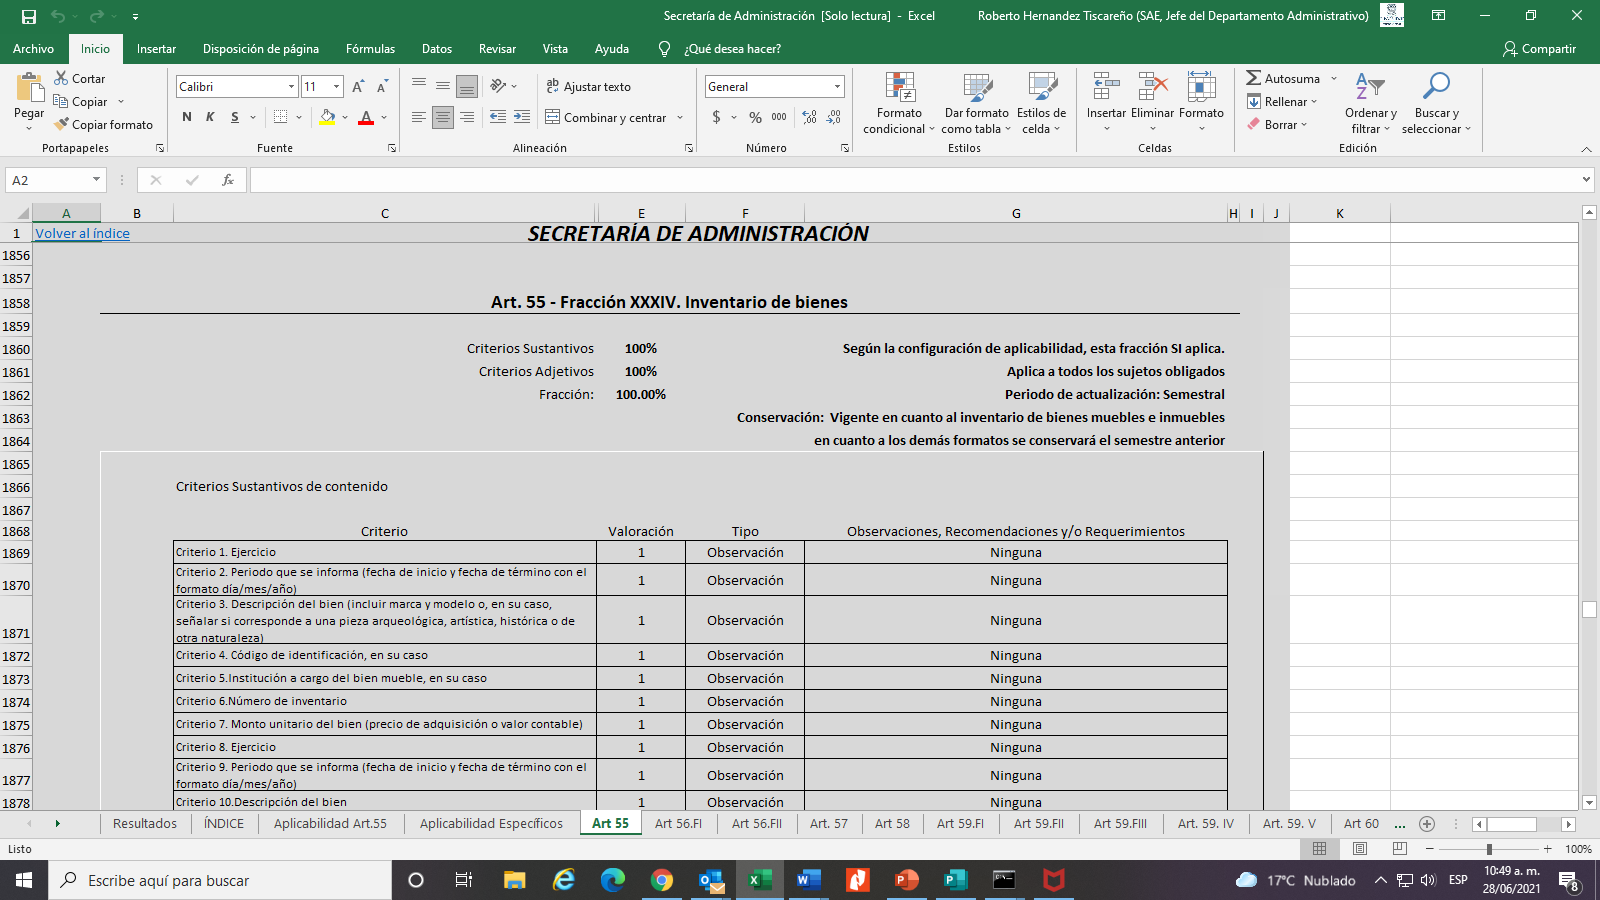 Secretaría de Administración  [Solo lectura]  -  Excel
Roberto Hernandez Tiscareño (SAE, Jefe del Departamento Administrativo)
Archivo Inicio Insertar Disposición de página Fórmulas Datos Revisar Vista Ayuda ¿Qué desea hacer? Compartir
Pegar
Cortar
Copiar
Copiar formato
Portapapeles
Calibri 11
N K S
Fuente
Ajustar texto
Combinar y centrar
Alineación
General
$ % 000
Número
Formato condicional
Dar formato como tabla
Estilos de celda
Estilos
Insertar Eliminar Formato
Celdas
Autosuma
Rellenar
Borrar
Ordenar y filtrar
Buscar y seleccionar
Edición
A2 fx
A B C E F G H I J K
1 Volver al índice SECRETARÍA DE ADMINISTRACIÓN
1856
1857
1858 Art. 55 - Fracción XXXIV. Inventario de bienes
1859
1860 Criterios Sustantivos 100% Según la configuración de aplicabilidad, esta fracción SI aplica.
1861 Criterios Adjetivos 100% Aplica a todos los sujetos obligados
1862 Fracción: 100.00% Periodo de actualización: Semestral
1863 Conservación:  Vigente en cuanto al inventario de bienes muebles e inmuebles
1864 en cuanto a los demás formatos se conservará el semestre anterior
1865
1866 Criterios Sustantivos de contenido
1867
1868 Criterio Valoración Tipo Observaciones, Recomendaciones y/o Requerimientos
1869 Criterio 1. Ejercicio 1 Observación Ninguna
1870 Criterio 2. Periodo que se informa (fecha de inicio y fecha de término con el
formato día/mes/año) 1 Observación Ninguna
1871 Criterio 3. Descripción del bien (incluir marca y modelo o, en su caso,
señalar si corresponde a una pieza arqueológica, artística, histórica o de
otra naturaleza) 1 Observación Ninguna
1872 Criterio 4. Código de identificación, en su caso 1 Observación Ninguna
1873 Criterio 5.Institución a cargo del bien mueble, en su caso 1 Observación Ninguna
1874 Criterio 6.Número de inventario 1 Observación Ninguna
1875 Criterio 7. Monto unitario del bien (precio de adquisición o valor contable) 1 Observación Ninguna
1876 Criterio 8. Ejercicio 1 Observación Ninguna
1877 Criterio 9. Periodo que se informa (fecha de inicio y fecha de término con el
formato día/mes/año) 1 Observación Ninguna
1878 Criterio 10.Descripción del bien 1 Observación Ninguna
Resultados ÍNDICE Aplicabilidad Art.55 Aplicabilidad Específicos Art 55 Art 56.FI Art 56.FII Art. 57 Art 58 Art 59.FI Art 59.FII Art 59.FIII Art. 59. IV Art. 59. V Art 60 ...
Listo 100%
Escribe aquí para buscar
17°C Nublado ESP
10:49 a. m.
28/06/2021
8